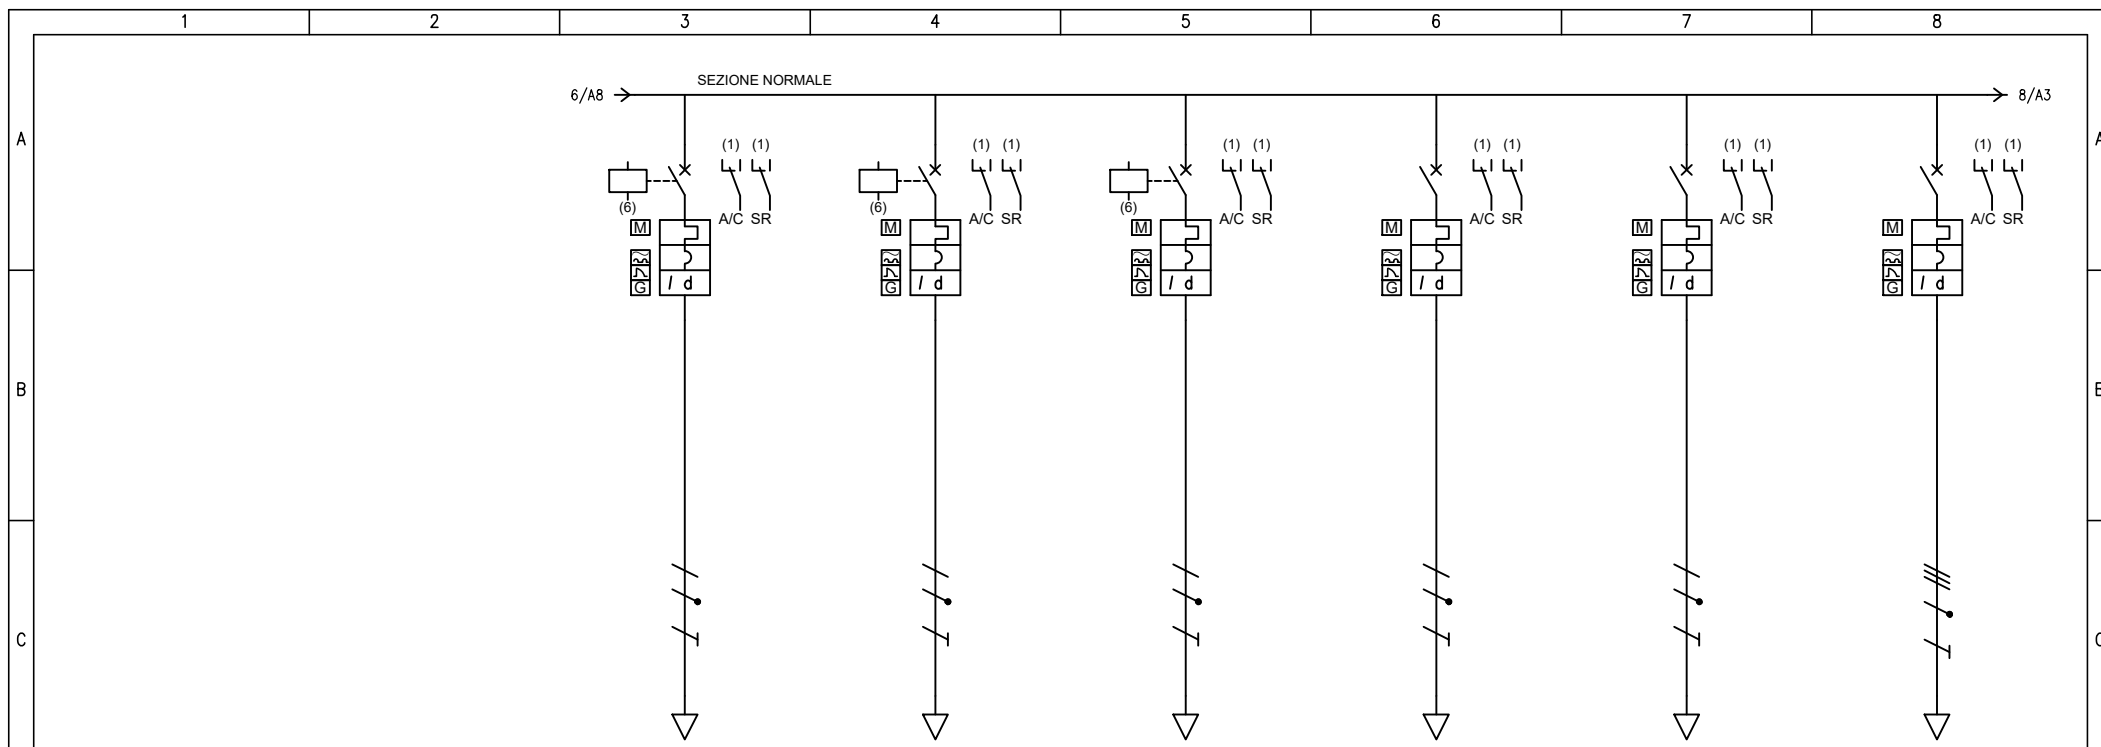 1 2 3 4 5 6 7 8
SEZIONE NORMALE
6/A8 8/A3
A A
(1) (1) (1) (1) (1) (1) (1) (1) (1) (1) (1) (1)
(6) (6) (6)
A/C SR A/C SR A/C SR A/C SR A/C SR A/C SR
M M M M M M
I d I d I d I d I d I d
G G G G G G
B
C